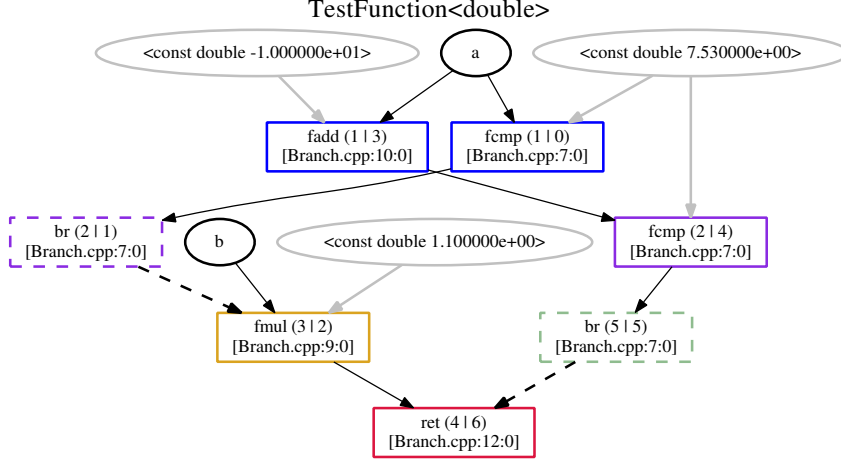 TestFunction<double>
<const double -1.000000e+01>
a
<const double 7.530000e+00>
fadd (1 | 3)
[Branch.cpp:10:0]
fcmp (1 | 0)
[Branch.cpp:7:0]
br (2 | 1)
[Branch.cpp:7:0]
b
<const double 1.100000e+00>
fcmp (2 | 4)
[Branch.cpp:7:0]
fmul (3 | 2)
[Branch.cpp:9:0]
br (5 | 5)
[Branch.cpp:7:0]
ret (4 | 6)
[Branch.cpp:12:0]